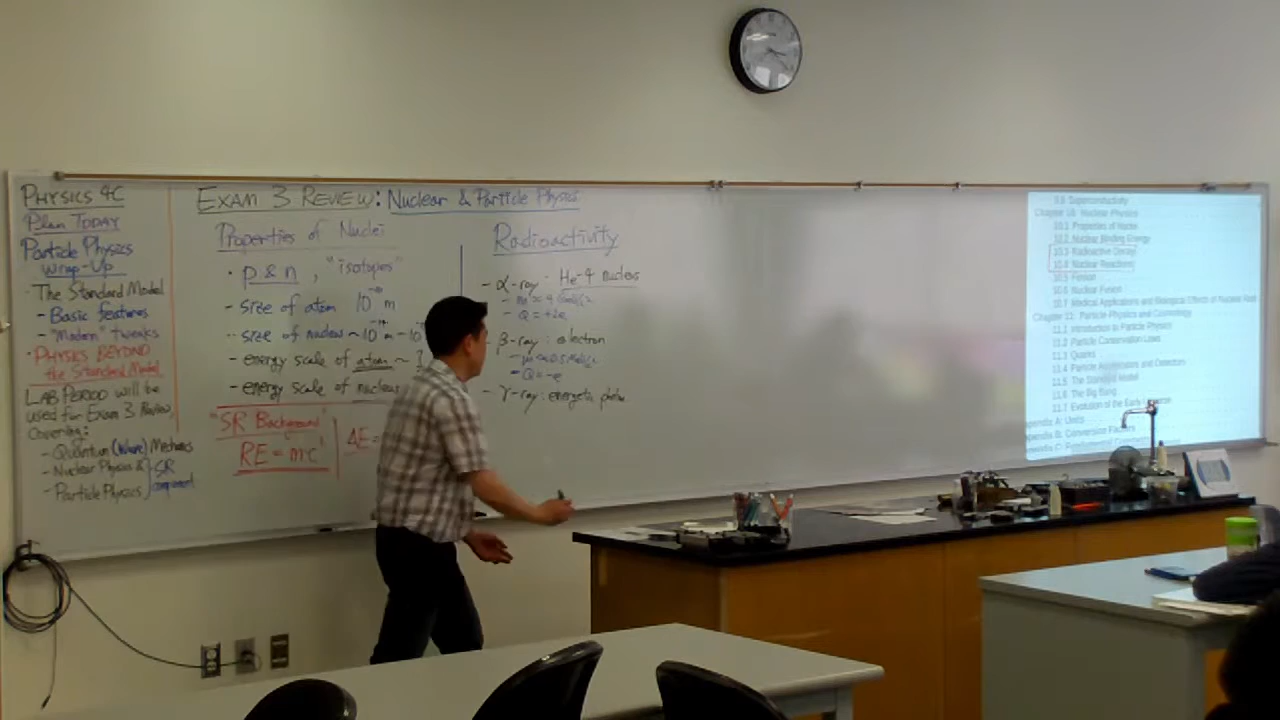 PHYSICS 4C
Plan TODAY
Particle Physics
Wrap-Up
· The Standard Model
- Basic features
- "Modern" tweaks
· PHYSICS BEYOND
the Standard Model
LAB PERIOD will be
used for Exam 3 Review,
Covering:
- Quantum (Wave) Mechanics
- Nuclear Physics &
- Particle Physics
SR
component
EXAM 3 REVIEW: Nuclear & Particle Physics
Properties of Nuclei
· p & n, "isotopes"
- size of atom 10 m
- size of nucleus ~ 10
- energy scale of atom ~
- energy scale of nucleus
"SR Background"
RE = mc²
ΔE =
Radioactivity
- α-ray : He-4 nucleus
- Q = +2e
- β-ray : electron
- Q = -e
- γ-ray : energetic photon
9.8 Superconductivity
Chapter 10: Nuclear Physics
10.1 Properties of Nuclei
10.2 Nuclear Binding Energy
10.3 Radioactive Decay
10.4 Nuclear Reactions
10.5 Fission
10.6 Nuclear Fusion
10.7 Medical Applications and Biological Effects of Nuclear
Chapter 11: Particle Physics and Cosmology
11.1 Introduction to Particle Physics
11.2 Particle Conservation Laws
11.3 Quarks
11.4 Particle Accelerators and Detectors
11.5 The Standard Model
11.6 The Big Bang
11.7 Evolution of the Early Universe
Appendix A: Units
Appendix B: Conversion Factors
Appendix C: Fundamental Constants